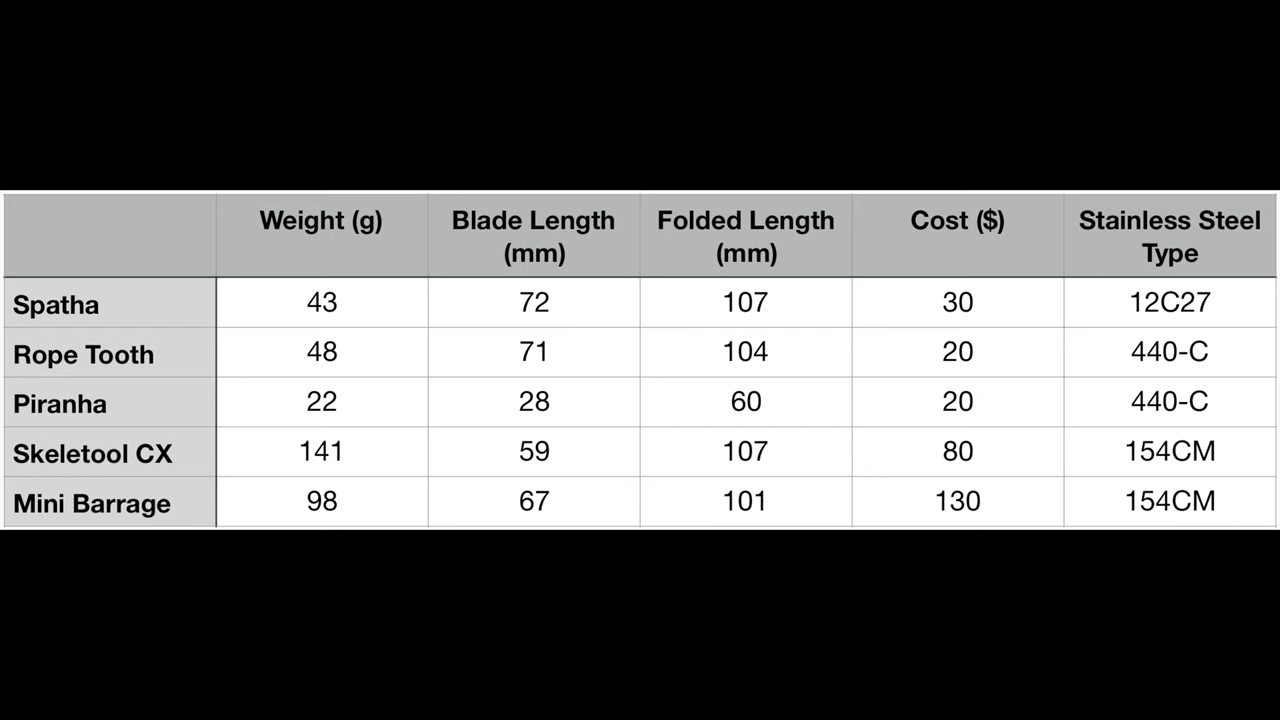 Weight (g) Blade Length (mm) Folded Length (mm) Cost ($) Stainless Steel Type
Spatha 43 72 107 30 12C27
Rope Tooth 48 71 104 20 440-C
Piranha 22 28 60 20 440-C
Skeletool CX 141 59 107 80 154CM
Mini Barrage 98 67 101 130 154CM